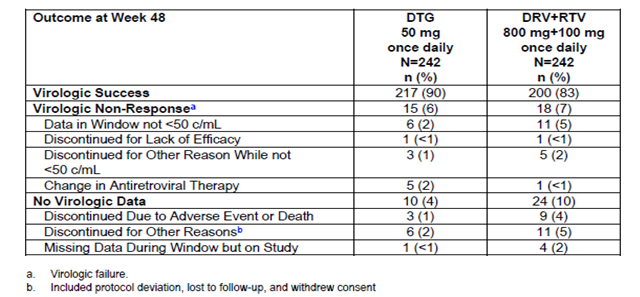 Outcome at Week 48 DTG DRV+RTV
50 mg 800 mg+100 mg
once daily once daily
N=242 N=242
n (%) n (%)
Virologic Success 217 (90) 200 (83)
Virologic Non-Responseᵃ 15 (6) 18 (7)
Data in Window not <50 c/mL 6 (2) 11 (5)
Discontinued for Lack of Efficacy 1 (<1) 1 (<1)
Discontinued for Other Reason While not 3 (1) 5 (2)
<50 c/mL
Change in Antiretroviral Therapy 5 (2) 1 (<1)
No Virologic Data 10 (4) 24 (10)
Discontinued Due to Adverse Event or Death 3 (1) 9 (4)
Discontinued for Other Reasonsᵇ 6 (2) 11 (5)
Missing Data During Window but on Study 1 (<1) 4 (2)
a. Virologic failure.
b. Included protocol deviation, lost to follow-up, and withdrew consent